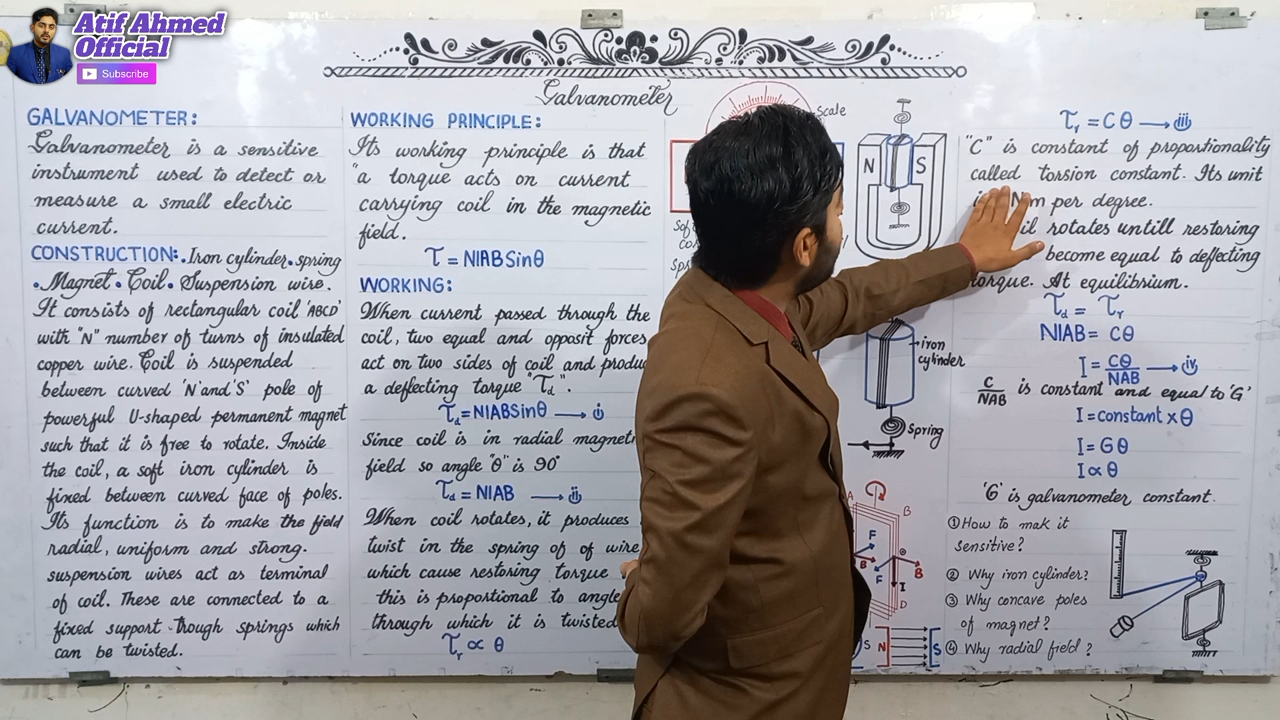 Atif Ahmed
Official
Subscribe
Galvanometer
GALVANOMETER:
Galvanometer is a sensitive
instrument used to detect or
measure a small electric
current.
CONSTRUCTION: . Iron cylinder . spring
. Magnet . Coil . Suspension wire.
It consists of rectangular coil 'ABCD'
with "N" number of turns of insulated
copper wire. Coil is suspended
between curved 'N' and 'S' pole of
powerful U-shaped permanent magnet
such that it is free to rotate. Inside
the coil, a soft iron cylinder is
fixed between curved face of poles.
Its function is to make the field
radial, uniform and strong.
suspension wires act as terminal
of coil. These are connected to a
fixed support trough springs which
can be twisted.
WORKING PRINCIPLE:
Its working principle is that
"a torque acts on current
carrying coil in the magnetic
field.
τ = NIAB Sinθ
WORKING:
When current passed through the
coil, two equal and opposit forces
act on two sides of coil and produ
a deflecting torque "τd".
τd = NIAB Sinθ → i
Since coil is in radial magneti
field so angle "θ" is 90°
τd = NIAB → ii
When coil rotates, it produces
twist in the spring of of wire
which cause restoring torque
this is proportional to angle
through which it is twisted
τr ∝ θ
Scale
N S
iron
cylinder
spring
A B
F
B F B
I
D
S N S
τr = Cθ → iii
"C" is constant of proportionality
called torsion constant. Its unit
Nm per degree.
rotates untill restoring
become equal to deflecting
torque. At equilibrium.
τd = τr
NIAB = Cθ
I = Cθ/NAB → iv
C/NAB is constant and equal to 'G'
I = constant x θ
I = Gθ
I ∝ θ
'G' is galvanometer constant.
① How to make it
sensitive?
② Why iron cylinder?
③ Why concave poles
of magnet?
④ Why radial field?